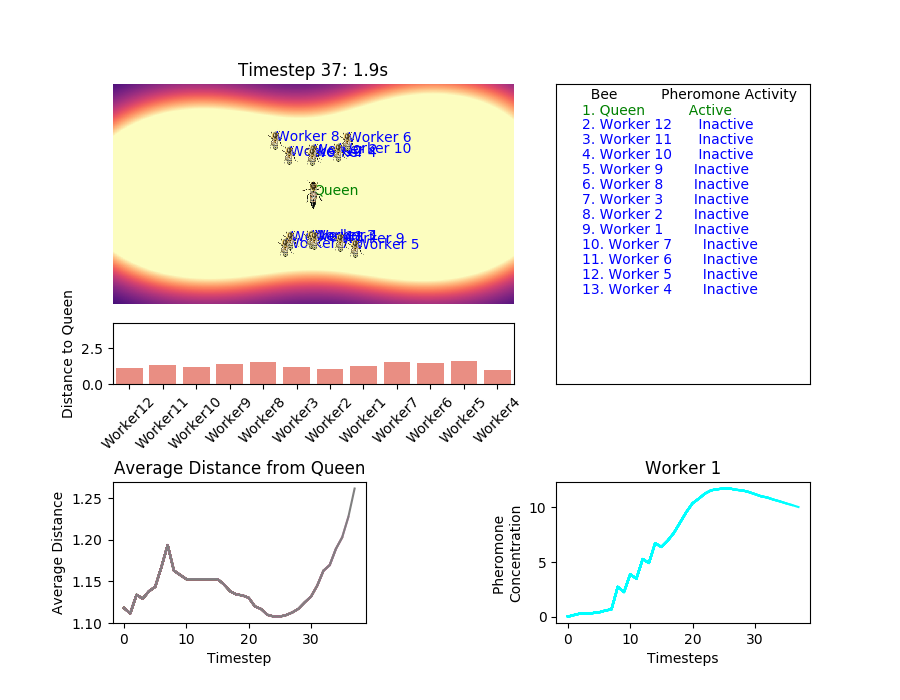 Timestep 37: 1.9s
Worker 8
Worker 6
Worker 10
Queen
Worker 9
Worker 5
Bee Pheromone Activity
1. Queen Active
2. Worker 12 Inactive
3. Worker 11 Inactive
4. Worker 10 Inactive
5. Worker 9 Inactive
6. Worker 8 Inactive
7. Worker 3 Inactive
8. Worker 2 Inactive
9. Worker 1 Inactive
10. Worker 7 Inactive
11. Worker 6 Inactive
12. Worker 5 Inactive
13. Worker 4 Inactive
Distance to Queen
2.5
0.0
Worker12
Worker11
Worker10
Worker9
Worker8
Worker3
Worker2
Worker1
Worker7
Worker6
Worker5
Worker4
Average Distance from Queen
Average Distance
1.25
1.20
1.15
1.10
0 10 20 30
Timestep
Worker 1
Pheromone
Concentration
10
5
0
0 10 20 30
Timesteps